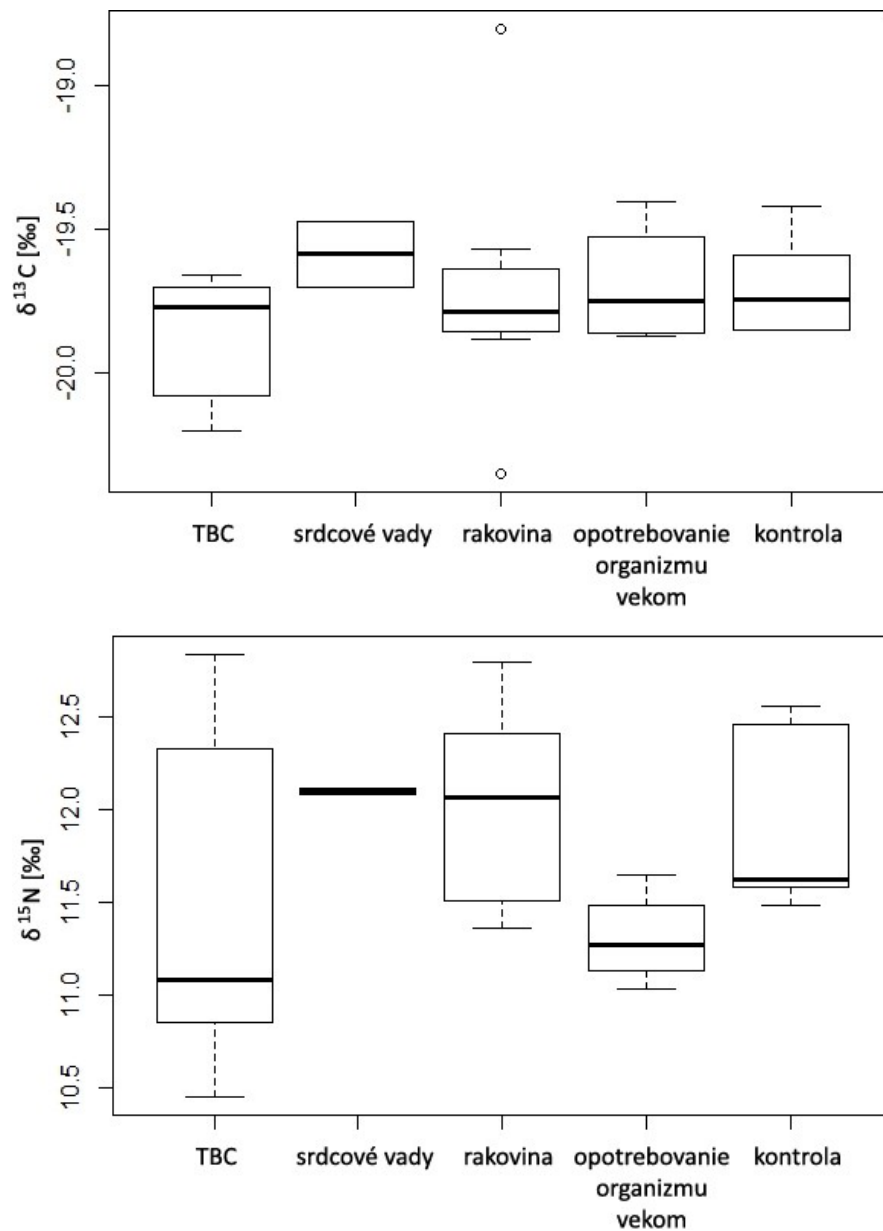 -19.0
-19.5
-20.0
δ ¹³C [‰]
TBC srdcové vady rakovina opotrebovanie kontrola
organizmu
vekom
12.5
12.0
11.5
11.0
10.5
δ ¹⁵N [‰]
TBC srdcové vady rakovina opotrebovanie kontrola
organizmu
vekom